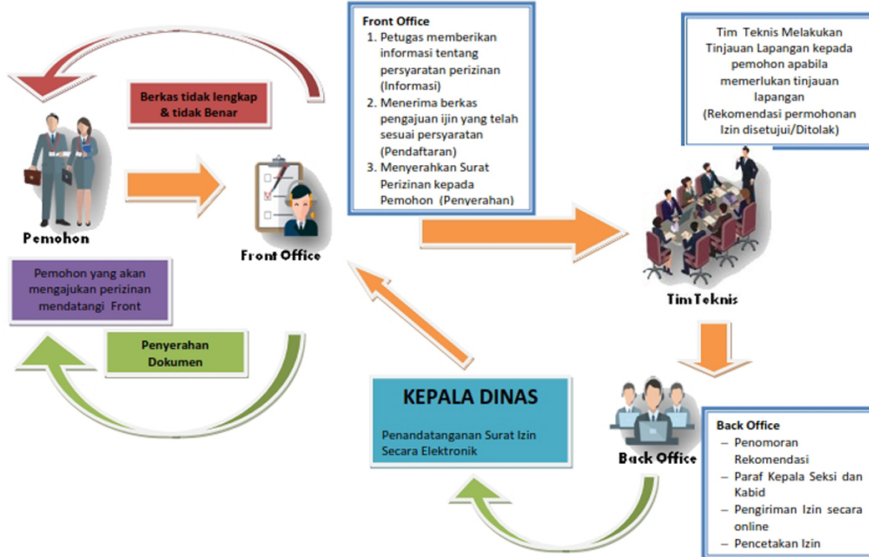 Berkas tidak lengkap
& tidak Benar
Pemohon
Pemohon yang akan
mengajukan perizinan
mendatangi Front
Penyerahan
Dokumen
Front Office
Front Office
1. Petugas memberikan
informasi tentang
persyaratan perizinan
(Informasi)
2. Menerima berkas
pengajuan ijin yang telah
sesuai persyaratan
(Pendaftaran)
3. Menyerahkan Surat
Perizinan kepada
Pemohon (Penyerahan)
Tim Teknis Melakukan
Tinjauan Lapangan kepada
pemohon apabila
memerlukan tinjauan
lapangan
(Rekomendasi permohonan
Izin disetujui/Ditolak)
Tim Teknis
KEPALA DINAS
Penandatanganan Surat Izin
Secara Elektronik
Back Office
Back Office
– Penomoran
Rekomendasi
– Paraf Kepala Seksi dan
Kabid
– Pengiriman Izin secara
online
– Pencetakan Izin